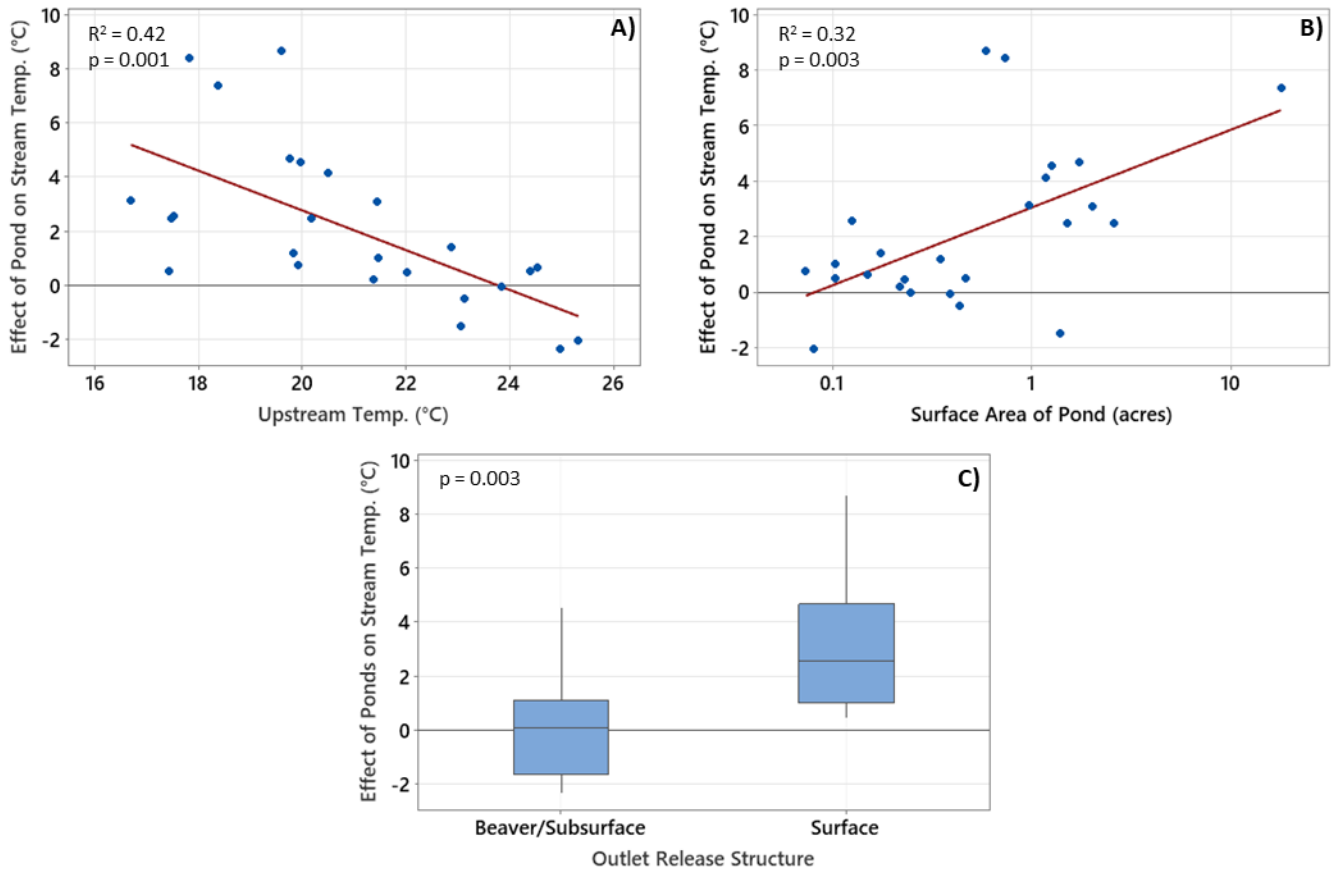 A)
R² = 0.42
p = 0.001
Effect of Pond on Stream Temp. (°C)
10
8
6
4
2
0
-2
16 18 20 22 24 26
Upstream Temp. (°C)
B)
R² = 0.32
p = 0.003
Effect of Pond on Stream Temp. (°C)
10
8
6
4
2
0
-2
0.1 1 10
Surface Area of Pond (acres)
C)
p = 0.003
Effect of Ponds on Stream Temp. (°C)
10
8
6
4
2
0
-2
Beaver/Subsurface Surface
Outlet Release Structure